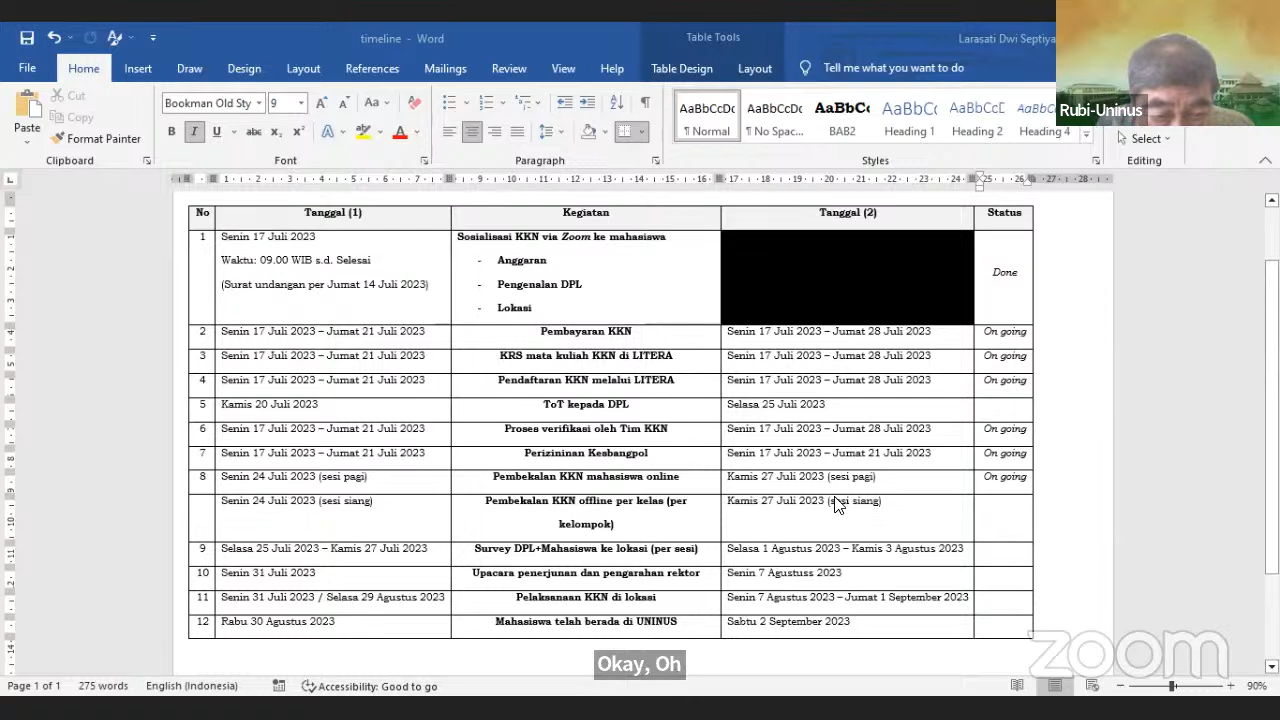 timeline - Word
Table Tools
Larasati Dwi Septiya
File Home Insert Draw Design Layout References Mailings Review View Help Table Design Layout Tell me what you want to do
Paste
Cut
Copy
Format Painter
Bookman Old Sty 9
AaBbCcDc AaBbCcDc AaBbCc AaBbCcDc AaBbCcD AaBbCcD
¶ Normal ¶ No Spac... BAB2 Heading 1 Heading 2 Heading 4
Select
Clipboard Font Paragraph Styles Editing
Rubi-Uninus
No Tanggal (1) Kegiatan Tanggal (2) Status
1 Senin 17 Juli 2023 Sosialisasi KKN via Zoom ke mahasiswa
Waktu: 09.00 WIB s.d. Selesai - Anggaran Done
(Surat undangan per Jumat 14 Juli 2023) - Pengenalan DPL
- Lokasi
2 Senin 17 Juli 2023 – Jumat 21 Juli 2023 Pembayaran KKN Senin 17 Juli 2023 – Jumat 28 Juli 2023 On going
3 Senin 17 Juli 2023 – Jumat 21 Juli 2023 KRS mata kuliah KKN di LITERA Senin 17 Juli 2023 – Jumat 28 Juli 2023 On going
4 Senin 17 Juli 2023 – Jumat 21 Juli 2023 Pendaftaran KKN melalui LITERA Senin 17 Juli 2023 – Jumat 28 Juli 2023 On going
5 Kamis 20 Juli 2023 ToT kepada DPL Selasa 25 Juli 2023
6 Senin 17 Juli 2023 – Jumat 21 Juli 2023 Proses verifikasi oleh Tim KKN Senin 17 Juli 2023 – Jumat 28 Juli 2023 On going
7 Senin 17 Juli 2023 – Jumat 21 Juli 2023 Perizininan Kesbangpol Senin 17 Juli 2023 – Jumat 21 Juli 2023 On going
8 Senin 24 Juli 2023 (sesi pagi) Pembekalan KKN mahasiswa online Kamis 27 Juli 2023 (sesi pagi) On going
Senin 24 Juli 2023 (sesi siang) Pembekalan KKN offline per kelas (per Kamis 27 Juli 2023 (sesi siang)
kelompok)
9 Selasa 25 Juli 2023 – Kamis 27 Juli 2023 Survey DPL+Mahasiswa ke lokasi (per sesi) Selasa 1 Agustus 2023 – Kamis 3 Agustus 2023
10 Senin 31 Juli 2023 Upacara penerjunan dan pengarahan rektor Senin 7 Agustuss 2023
11 Senin 31 Juli 2023 / Selasa 29 Agustus 2023 Pelaksanaan KKN di lokasi Senin 7 Agustus 2023 – Jumat 1 September 2023
12 Rabu 30 Agustus 2023 Mahasiswa telah berada di UNINUS Sabtu 2 September 2023
zoom
Okay, Oh
Page 1 of 1 275 words English (Indonesia) Accessibility: Good to go 90%